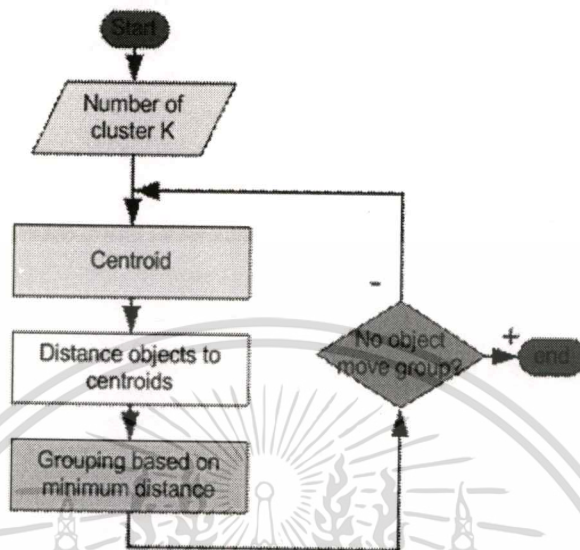 Start
Number of
cluster K
Centroid
Distance objects to
centroids
Grouping based on
minimum distance
-
No object
move group?
+
end